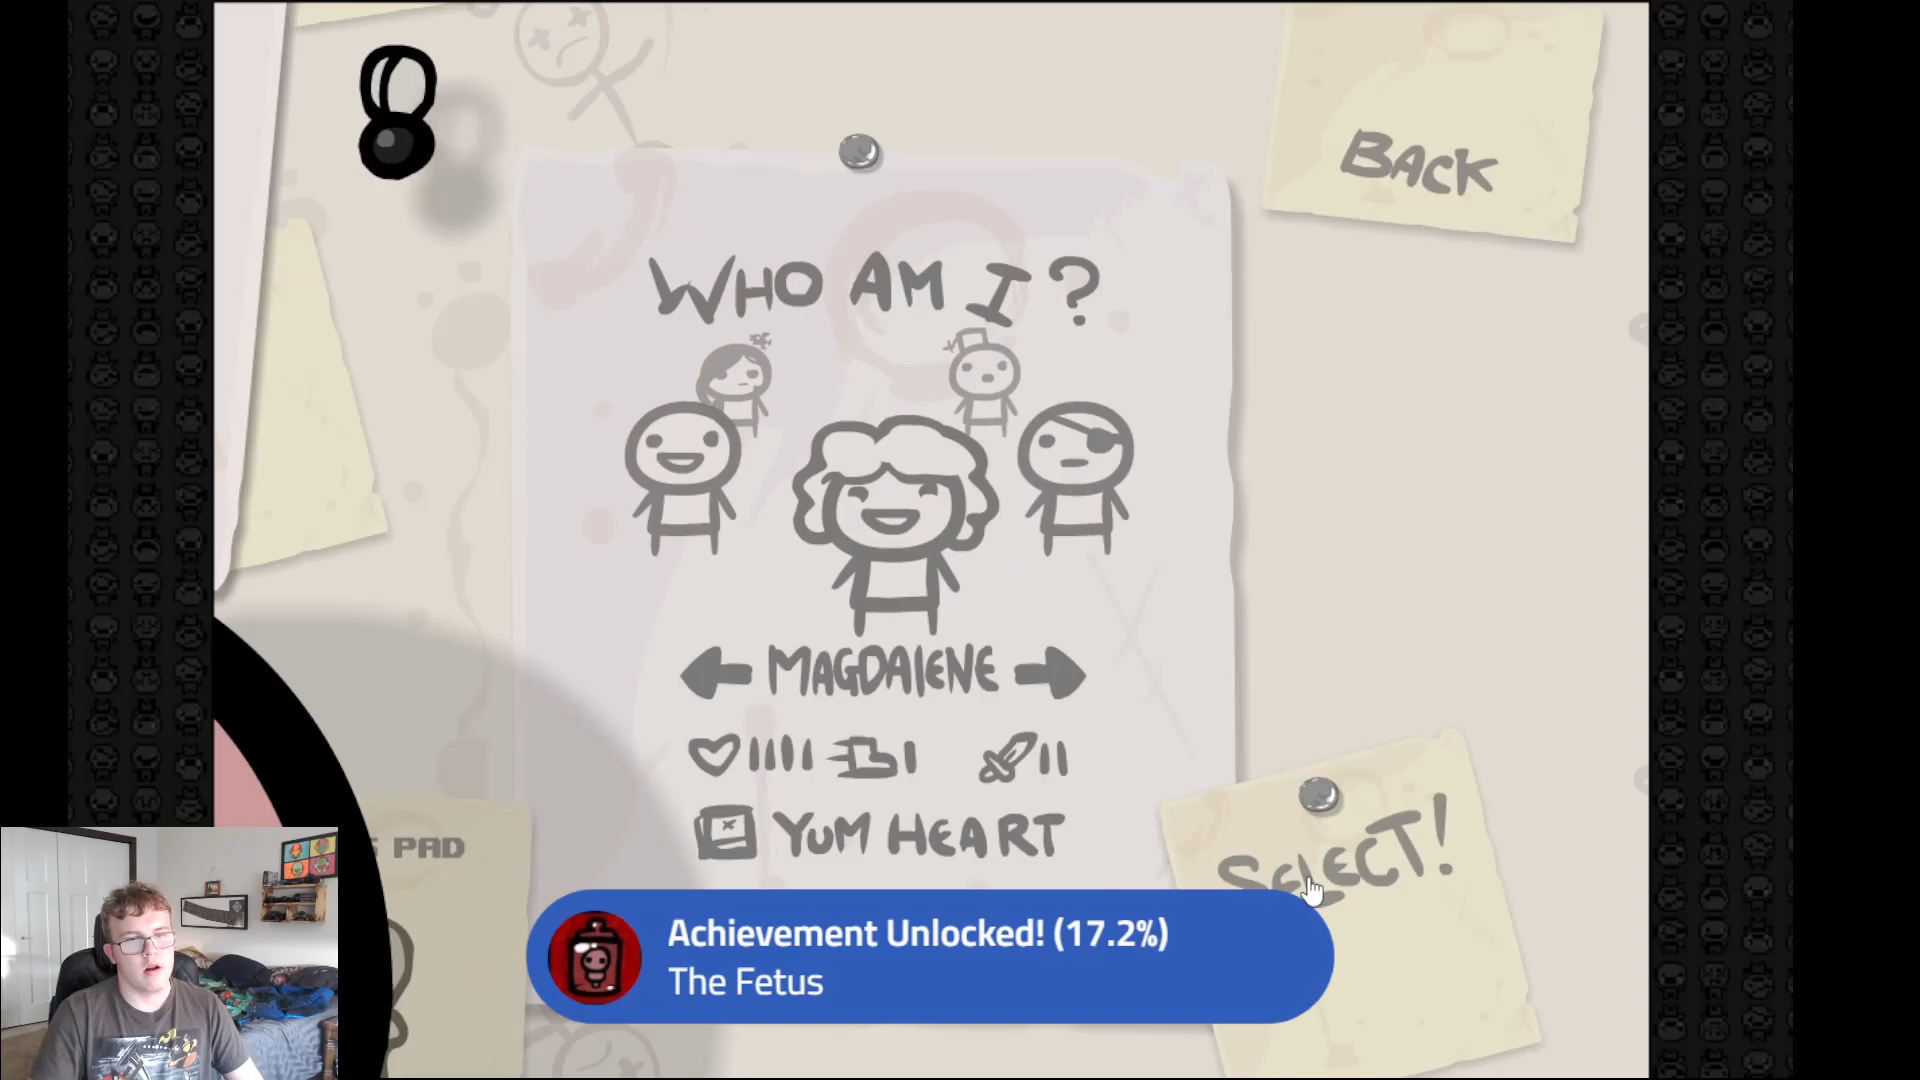 BACK
WHO AM I?
MAGDALENE
YUM HEART
PAD
SELECT!
Achievement Unlocked! (17.2%)
The Fetus